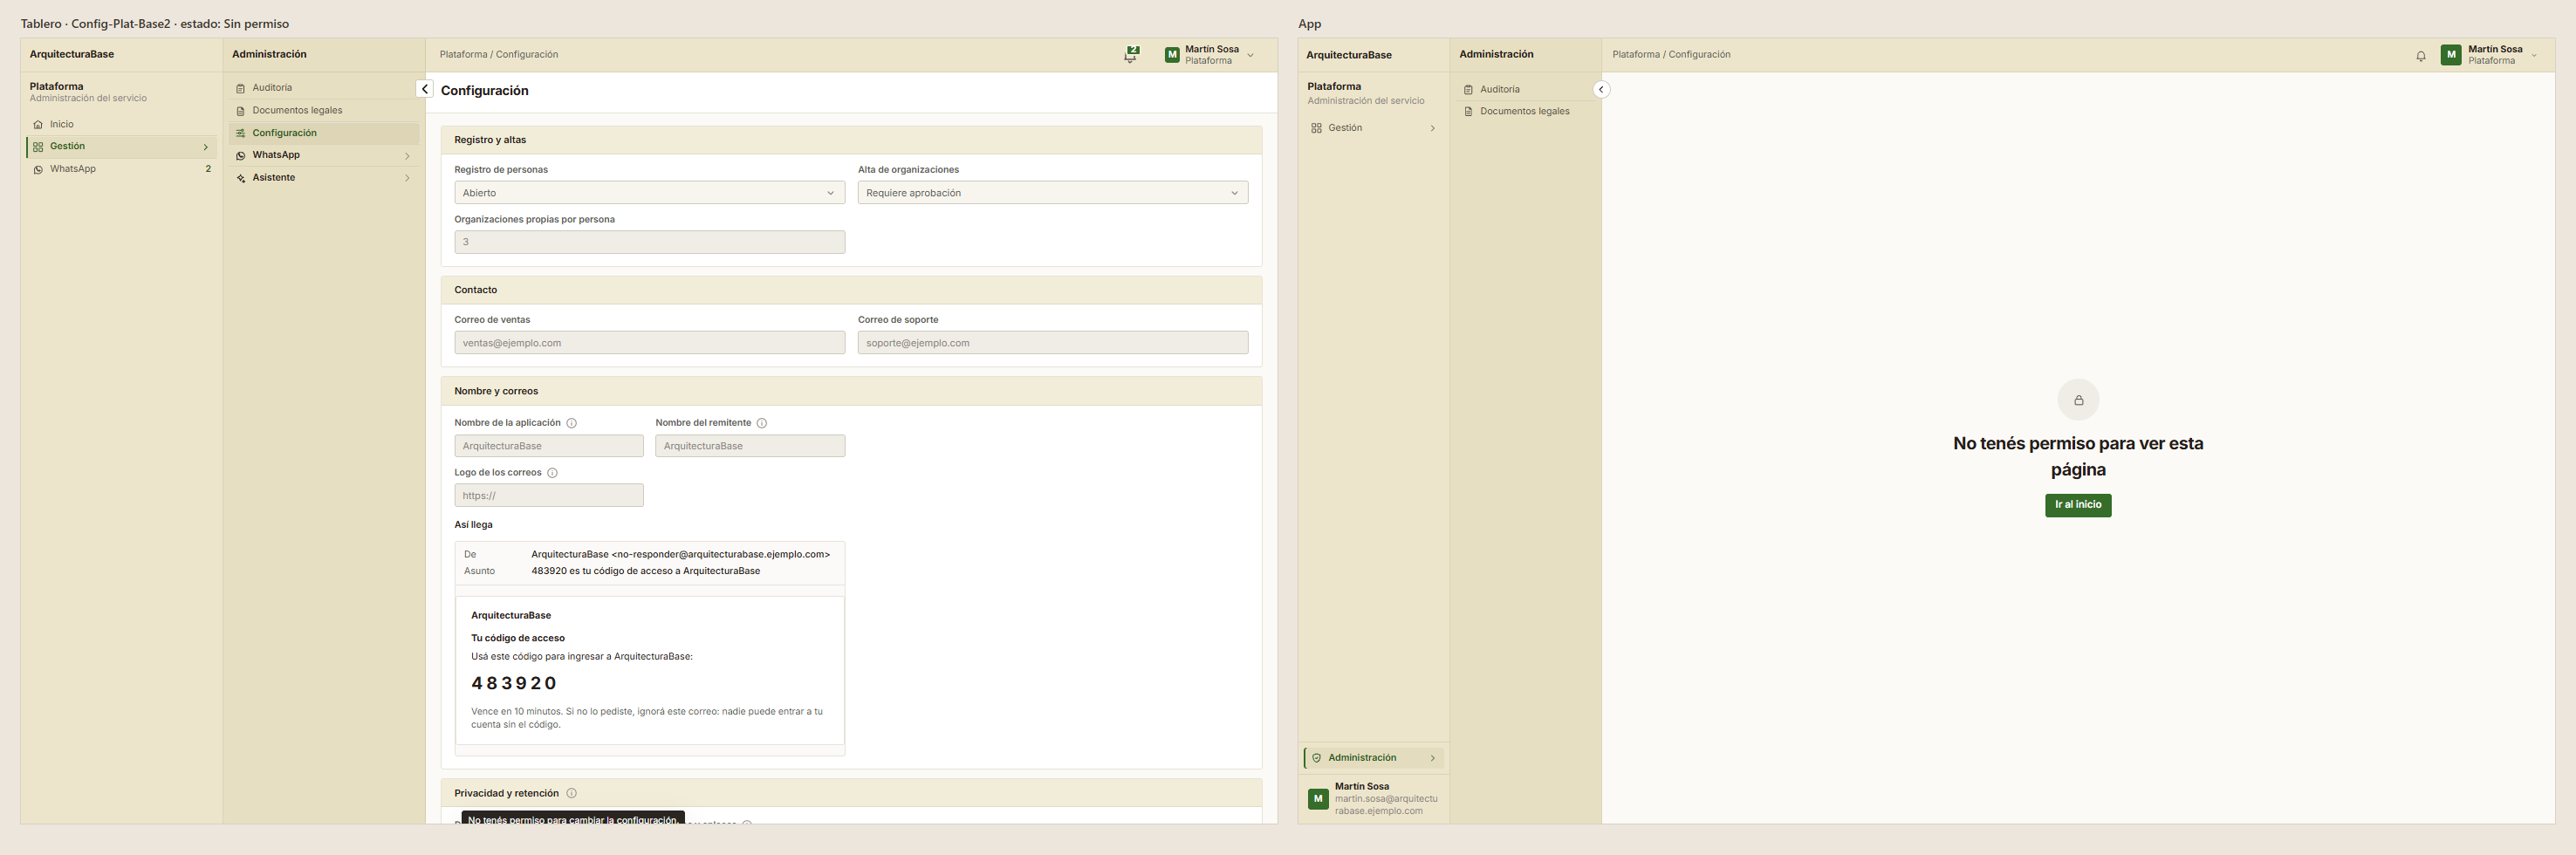 Tablero · Config-Plat-Base2 · estado: Sin permiso
ArquitecturaBase
Plataforma
Administración del servicio
Inicio
Gestión
WhatsApp 2
Administración
Auditoría
Documentos legales
Configuración
WhatsApp
Asistente
Plataforma / Configuración
2
M
Martín Sosa
Plataforma
Configuración
Registro y altas
Registro de personas
Alta de organizaciones
Abierto
Requiere aprobación
Organizaciones propias por persona
3
Contacto
Correo de ventas
Correo de soporte
ventas@ejemplo.com
soporte@ejemplo.com
Nombre y correos
Nombre de la aplicación
Nombre del remitente
ArquitecturaBase
ArquitecturaBase
Logo de los correos
https://
Así llega
De ArquitecturaBase <no-responder@arquitecturabase.ejemplo.com>
Asunto 483920 es tu código de acceso a ArquitecturaBase
ArquitecturaBase
Tu código de acceso
Usá este código para ingresar a ArquitecturaBase:
483920
Vence en 10 minutos. Si no lo pediste, ignorá este correo: nadie puede entrar a tu
cuenta sin el código.
Privacidad y retención
No tenés permiso para cambiar la configuración.
App
ArquitecturaBase
Plataforma
Administración del servicio
Gestión
Administración
M
Martín Sosa
martin.sosa@arquitectu
rabase.ejemplo.com
Administración
Auditoría
Documentos legales
Plataforma / Configuración
M
Martín Sosa
Plataforma
No tenés permiso para ver esta
página
Ir al inicio